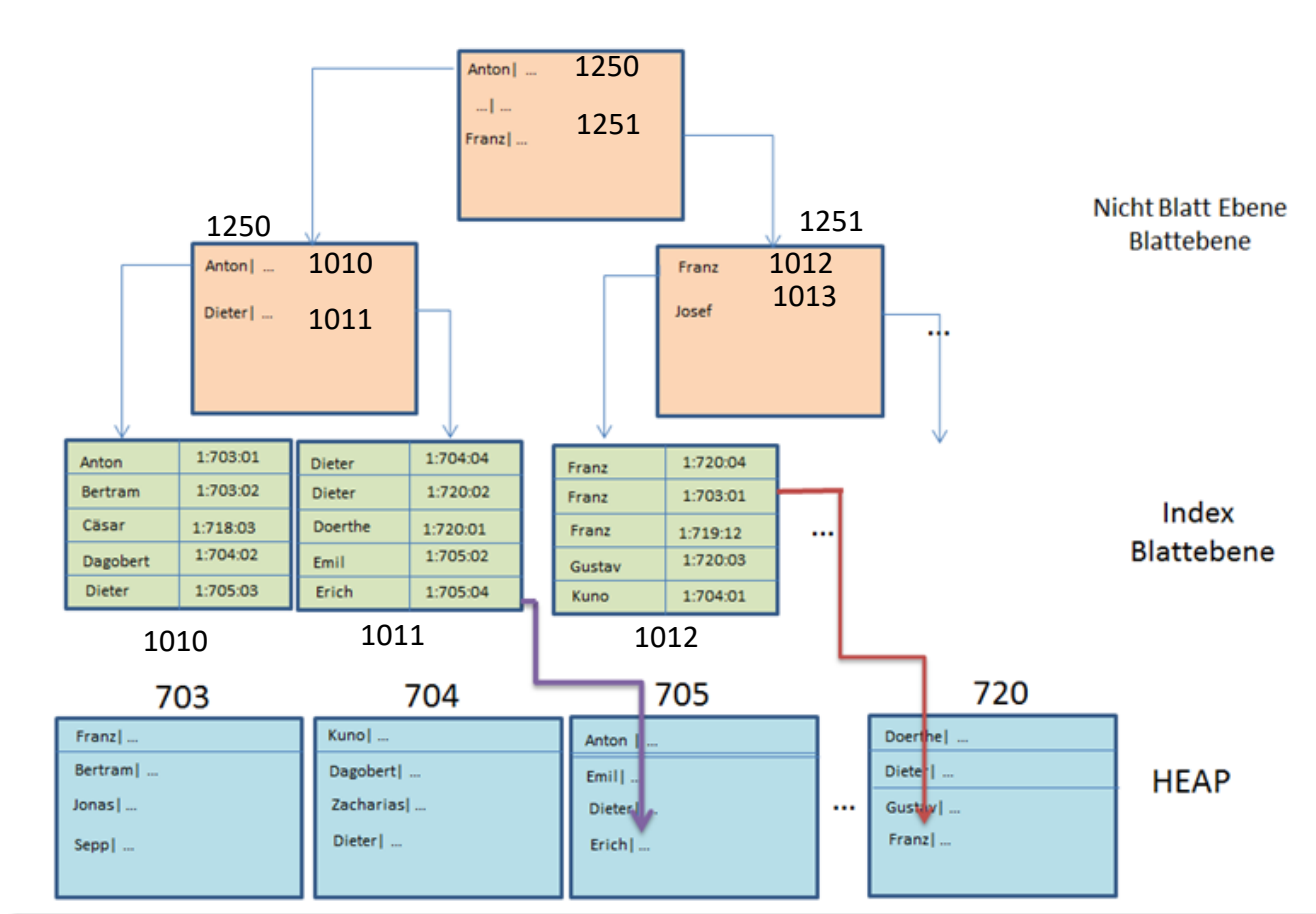 Anton| ... 1250
...| ...
1251
Franz| ...
Nicht Blatt Ebene
Blattebene
1250
1251
Anton| ... 1010
Dieter| ... 1011
Franz 1012
Josef 1013
...
Anton 1:703:01
Bertram 1:703:02
Cäsar 1:718:03
Dagobert 1:704:02
Dieter 1:705:03
1010
Dieter 1:704:04
Dieter 1:720:02
Doerthe 1:720:01
Emil 1:705:02
Erich 1:705:04
1011
Franz 1:720:04
Franz 1:703:01
Franz 1:719:12
Gustav 1:720:03
Kuno 1:704:01
1012
...
Index
Blattebene
703
Franz| ...
Bertram| ...
Jonas| ...
Sepp| ...
704
Kuno| ...
Dagobert| ...
Zacharias| ...
Dieter| ...
705
Anton | ...
Emil| ...
Dieter| ...
Erich| ...
...
720
Doerthe| ...
Dieter| ...
Gustav| ...
Franz| ...
HEAP